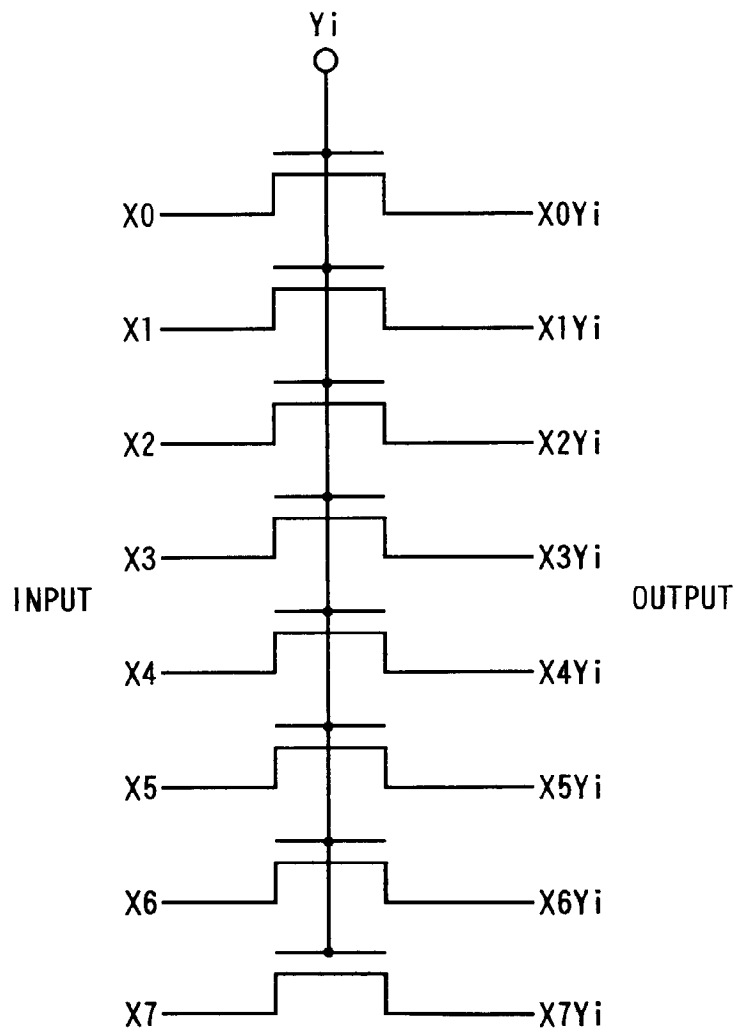 Yi
X0 X0Yi
X1 X1Yi
X2 X2Yi
X3 X3Yi
INPUT OUTPUT
X4 X4Yi
X5 X5Yi
X6 X6Yi
X7 X7Yi